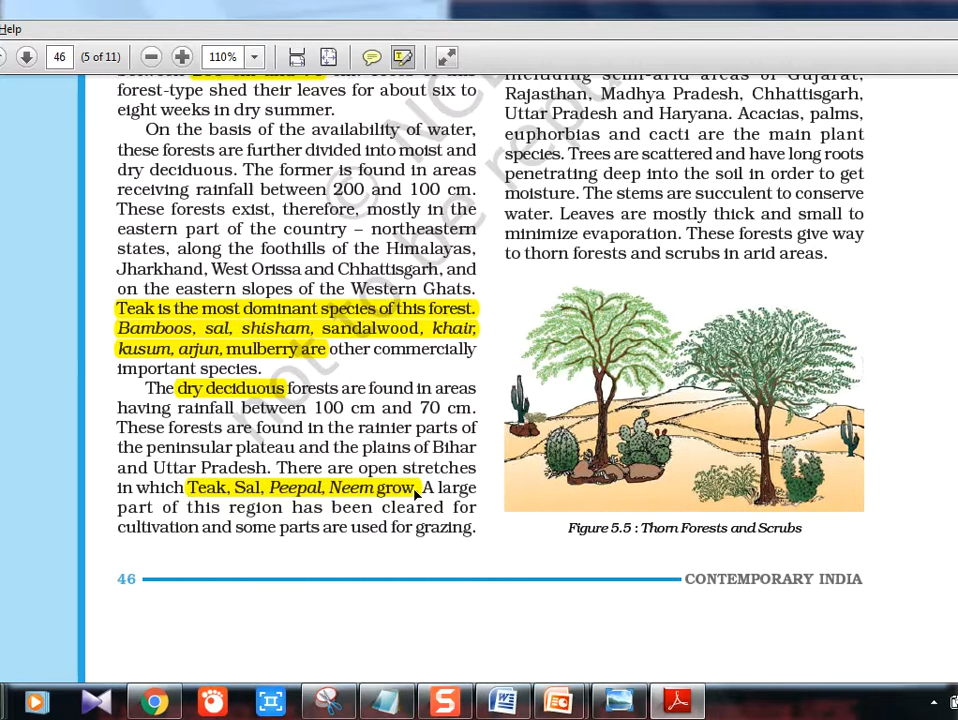 Help
46 (5 of 11) 110%
forest-type shed their leaves for about six to
eight weeks in dry summer.
On the basis of the availability of water,
these forests are further divided into moist and
dry deciduous. The former is found in areas
receiving rainfall between 200 and 100 cm.
These forests exist, therefore, mostly in the
eastern part of the country – northeastern
states, along the foothills of the Himalayas,
Jharkhand, West Orissa and Chhattisgarh, and
on the eastern slopes of the Western Ghats.
Teak is the most dominant species of this forest.
Bamboos, sal, shisham, sandalwood, khair,
kusum, arjun, mulberry are other commercially
important species.
The dry deciduous forests are found in areas
having rainfall between 100 cm and 70 cm.
These forests are found in the rainier parts of
the peninsular plateau and the plains of Bihar
and Uttar Pradesh. There are open stretches
in which Teak, Sal, Peepal, Neem grow. A large
part of this region has been cleared for
cultivation and some parts are used for grazing.
including semi-arid areas of Gujarat,
Rajasthan, Madhya Pradesh, Chhattisgarh,
Uttar Pradesh and Haryana. Acacias, palms,
euphorbias and cacti are the main plant
species. Trees are scattered and have long roots
penetrating deep into the soil in order to get
moisture. The stems are succulent to conserve
water. Leaves are mostly thick and small to
minimize evaporation. These forests give way
to thorn forests and scrubs in arid areas.
Figure 5.5 : Thorn Forests and Scrubs
46
CONTEMPORARY INDIA
© NCE
not to be repu